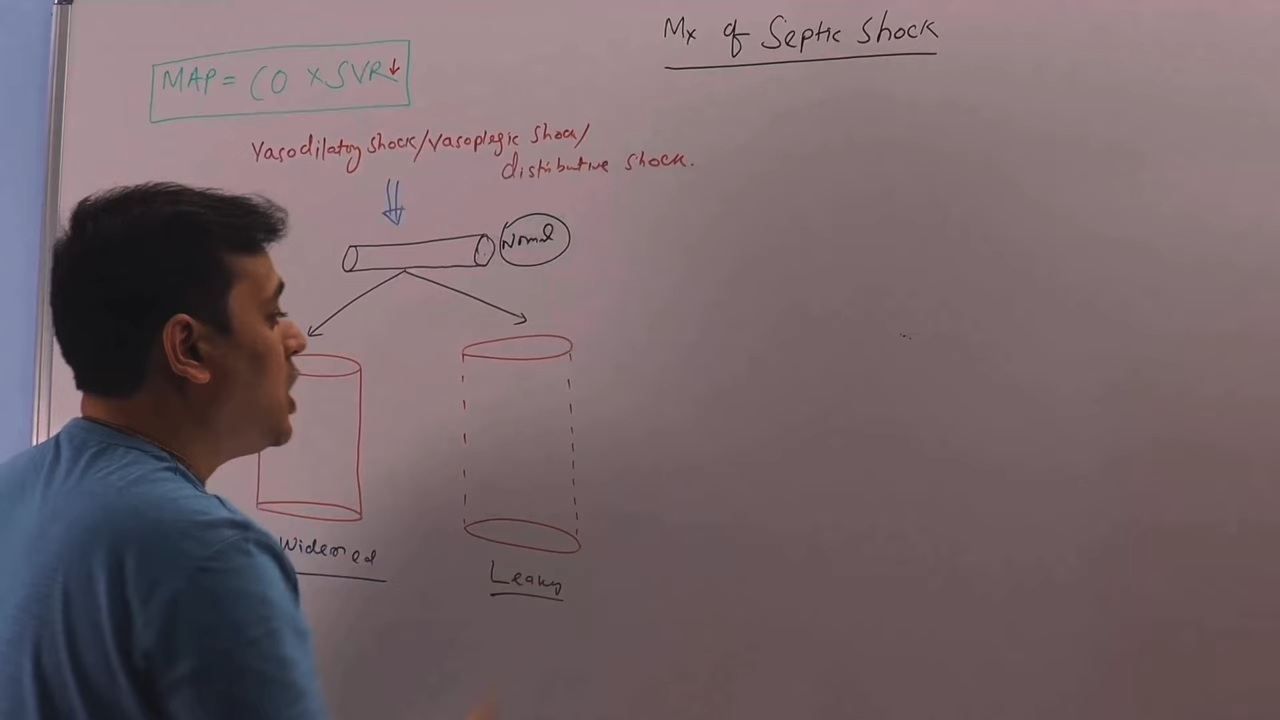 Mx of Septic Shock
MAP = CO x SVR↓
Vasodilatory shock/Vasoplegic shock/
distributive shock.
Normal
Widened
Leaky